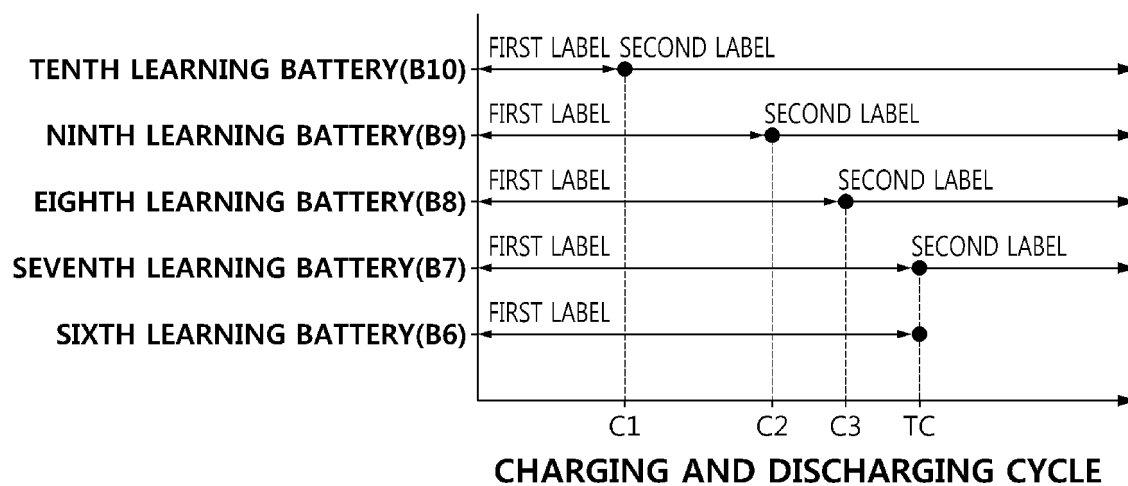 FIRST LABEL SECOND LABEL
TENTH LEARNING BATTERY(B10)
FIRST LABEL SECOND LABEL
NINTH LEARNING BATTERY(B9)
FIRST LABEL SECOND LABEL
EIGHTH LEARNING BATTERY(B8)
FIRST LABEL SECOND LABEL
SEVENTH LEARNING BATTERY(B7)
FIRST LABEL
SIXTH LEARNING BATTERY(B6)
C1 C2 C3 TC
CHARGING AND DISCHARGING CYCLE